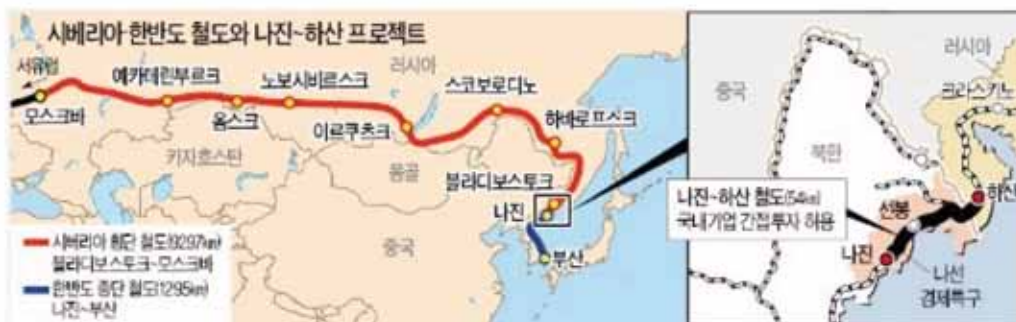 시베리아·한반도 철도와 나진~하산 프로젝트
서유럽
모스크바
예카테린부르크
옴스크
노보시비르스크
이르쿠츠크
러시아
스코보로디노
하바로프스크
블라디보스토크
나진
부산
카자흐스탄
몽골
중국
시베리아 횡단 철도(9297㎞)
블라디보스토크~모스크바
한반도 종단 철도(1295㎞)
나진~부산
중국
러시아
크라스키노
북한
하산
나진~하산 철도(54㎞)
국내기업 간접투자 허용
선봉
나진
나선
경제특구